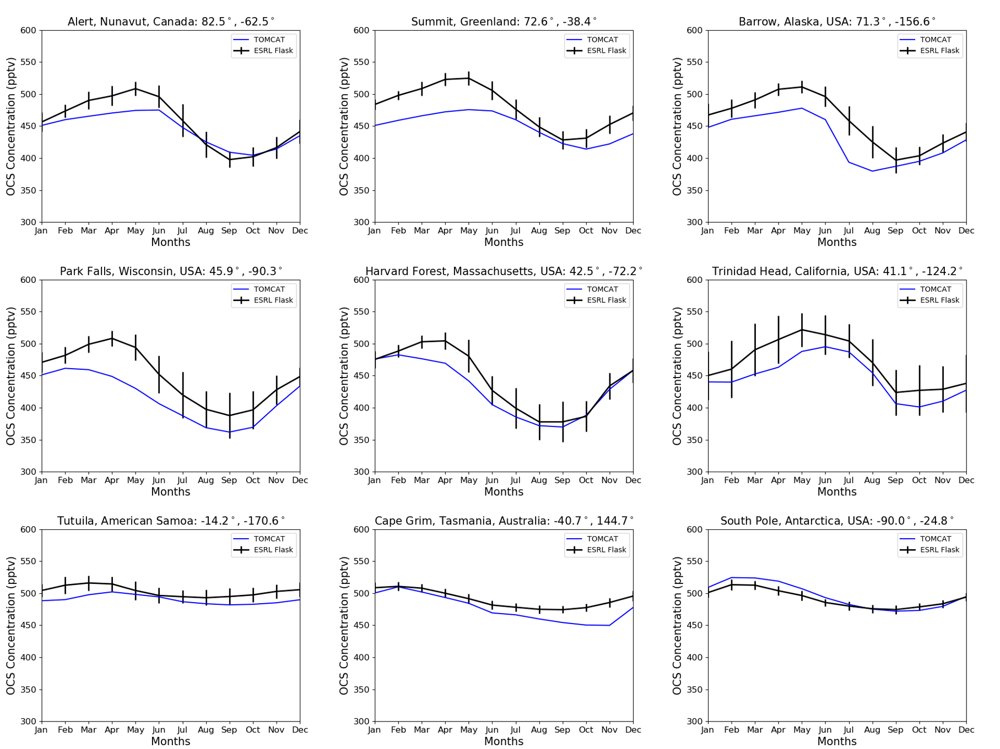 Alert, Nunavut, Canada: 82.5°, -62.5°
OCS Concentration (pptv)
600
550
500
450
400
350
300
TOMCAT
ESRL Flask
Jan Feb Mar Apr May Jun Jul Aug Sep Oct Nov Dec
Months
Summit, Greenland: 72.6°, -38.4°
OCS Concentration (pptv)
600
550
500
450
400
350
300
TOMCAT
ESRL Flask
Jan Feb Mar Apr May Jun Jul Aug Sep Oct Nov Dec
Months
Barrow, Alaska, USA: 71.3°, -156.6°
OCS Concentration (pptv)
600
550
500
450
400
350
300
TOMCAT
ESRL Flask
Jan Feb Mar Apr May Jun Jul Aug Sep Oct Nov Dec
Months
Park Falls, Wisconsin, USA: 45.9°, -90.3°
OCS Concentration (pptv)
600
550
500
450
400
350
300
TOMCAT
ESRL Flask
Jan Feb Mar Apr May Jun Jul Aug Sep Oct Nov Dec
Months
Harvard Forest, Massachusetts, USA: 42.5°, -72.2°
OCS Concentration (pptv)
600
550
500
450
400
350
300
TOMCAT
ESRL Flask
Jan Feb Mar Apr May Jun Jul Aug Sep Oct Nov Dec
Months
Trinidad Head, California, USA: 41.1°, -124.2°
OCS Concentration (pptv)
600
550
500
450
400
350
300
TOMCAT
ESRL Flask
Jan Feb Mar Apr May Jun Jul Aug Sep Oct Nov Dec
Months
Tutuila, American Samoa: -14.2°, -170.6°
OCS Concentration (pptv)
600
550
500
450
400
350
300
TOMCAT
ESRL Flask
Jan Feb Mar Apr May Jun Jul Aug Sep Oct Nov Dec
Months
Cape Grim, Tasmania, Australia: -40.7°, 144.7°
OCS Concentration (pptv)
600
550
500
450
400
350
300
TOMCAT
ESRL Flask
Jan Feb Mar Apr May Jun Jul Aug Sep Oct Nov Dec
Months
South Pole, Antarctica, USA: -90.0°, -24.8°
OCS Concentration (pptv)
600
550
500
450
400
350
300
TOMCAT
ESRL Flask
Jan Feb Mar Apr May Jun Jul Aug Sep Oct Nov Dec
Months